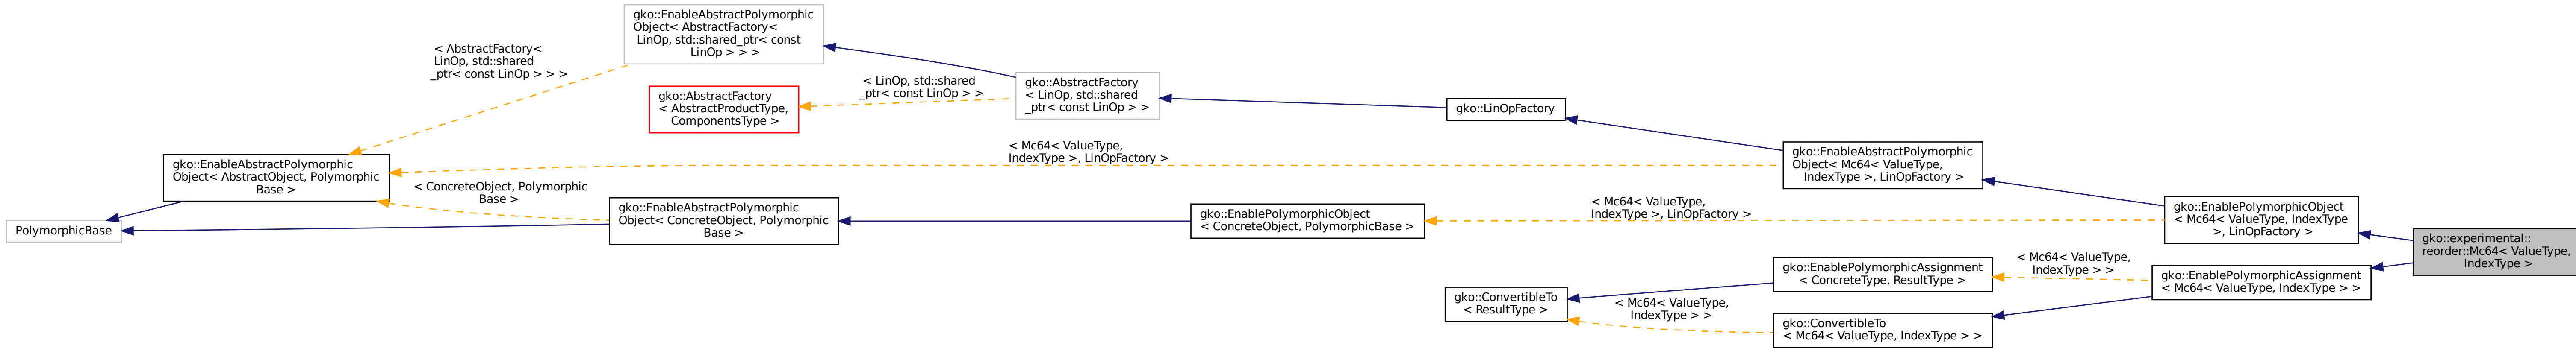 gko::EnableAbstractPolymorphic
Object< AbstractFactory<
LinOp, std::shared_ptr< const
LinOp > > >
< AbstractFactory<
LinOp, std::shared
_ptr< const LinOp > > >
gko::AbstractFactory
< AbstractProductType,
ComponentsType >
< LinOp, std::shared
_ptr< const LinOp > >
gko::AbstractFactory
< LinOp, std::shared
_ptr< const LinOp > >
gko::LinOpFactory
gko::EnableAbstractPolymorphic
Object< AbstractObject, Polymorphic
Base >
< Mc64< ValueType,
IndexType >, LinOpFactory >
gko::EnableAbstractPolymorphic
Object< Mc64< ValueType,
IndexType >, LinOpFactory >
< ConcreteObject, Polymorphic
Base >
PolymorphicBase
gko::EnableAbstractPolymorphic
Object< ConcreteObject, Polymorphic
Base >
gko::EnablePolymorphicObject
< ConcreteObject, PolymorphicBase >
< Mc64< ValueType,
IndexType >, LinOpFactory >
gko::EnablePolymorphicObject
< Mc64< ValueType, IndexType
>, LinOpFactory >
gko::experimental::
reorder::Mc64< ValueType,
IndexType >
gko::ConvertibleTo
< ResultType >
gko::EnablePolymorphicAssignment
< ConcreteType, ResultType >
< Mc64< ValueType,
IndexType > >
gko::EnablePolymorphicAssignment
< Mc64< ValueType, IndexType > >
< Mc64< ValueType,
IndexType > >
gko::ConvertibleTo
< Mc64< ValueType, IndexType > >